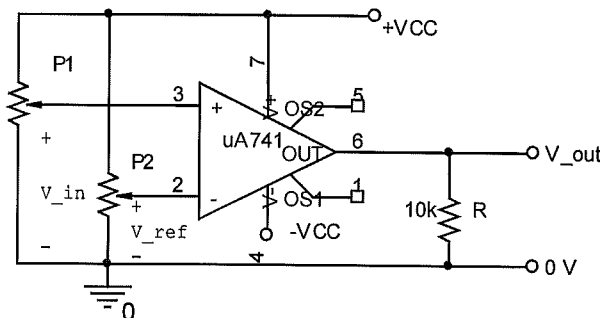 +VCC
P1
7
5
3
+
V+
OS2
uA741
6
+
OUT
V_out
P2
V_in
2
-
1
+
V-
OS1
10k
R
V_ref
-VCC
-
-
4
0 V
0